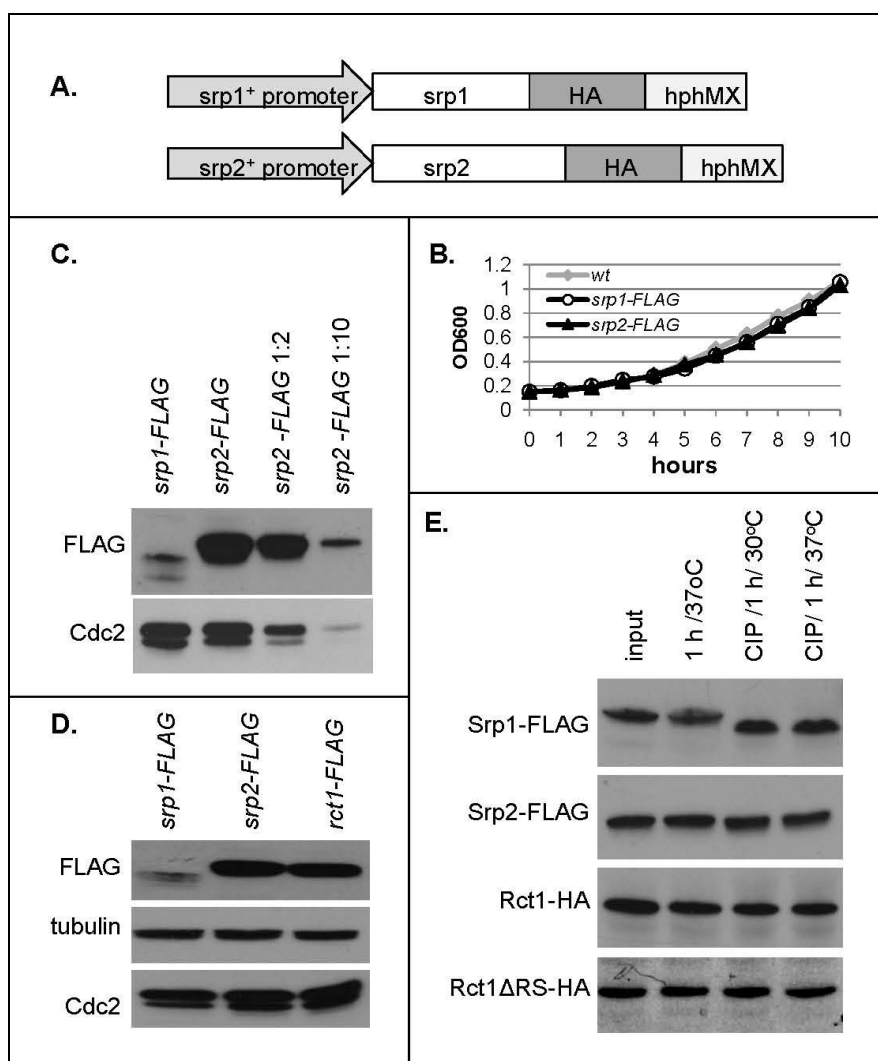 A.
srp1+ promoter srp1 HA hphMX
srp2+ promoter srp2 HA hphMX
C.
srp1-FLAG
srp2-FLAG
srp2 -FLAG 1:2
srp2 -FLAG 1:10
FLAG
Cdc2
B.
1.2
1
0.8
0.6
0.4
0.2
0
OD600
wt
srp1-FLAG
srp2-FLAG
0 1 2 3 4 5 6 7 8 9 10
hours
D.
srp1-FLAG
srp2-FLAG
rct1-FLAG
FLAG
tubulin
Cdc2
E.
input
1 h /37oC
CIP /1 h/ 30ºC
CIP/ 1 h/ 37ºC
Srp1-FLAG
Srp2-FLAG
Rct1-HA
Rct1ΔRS-HA